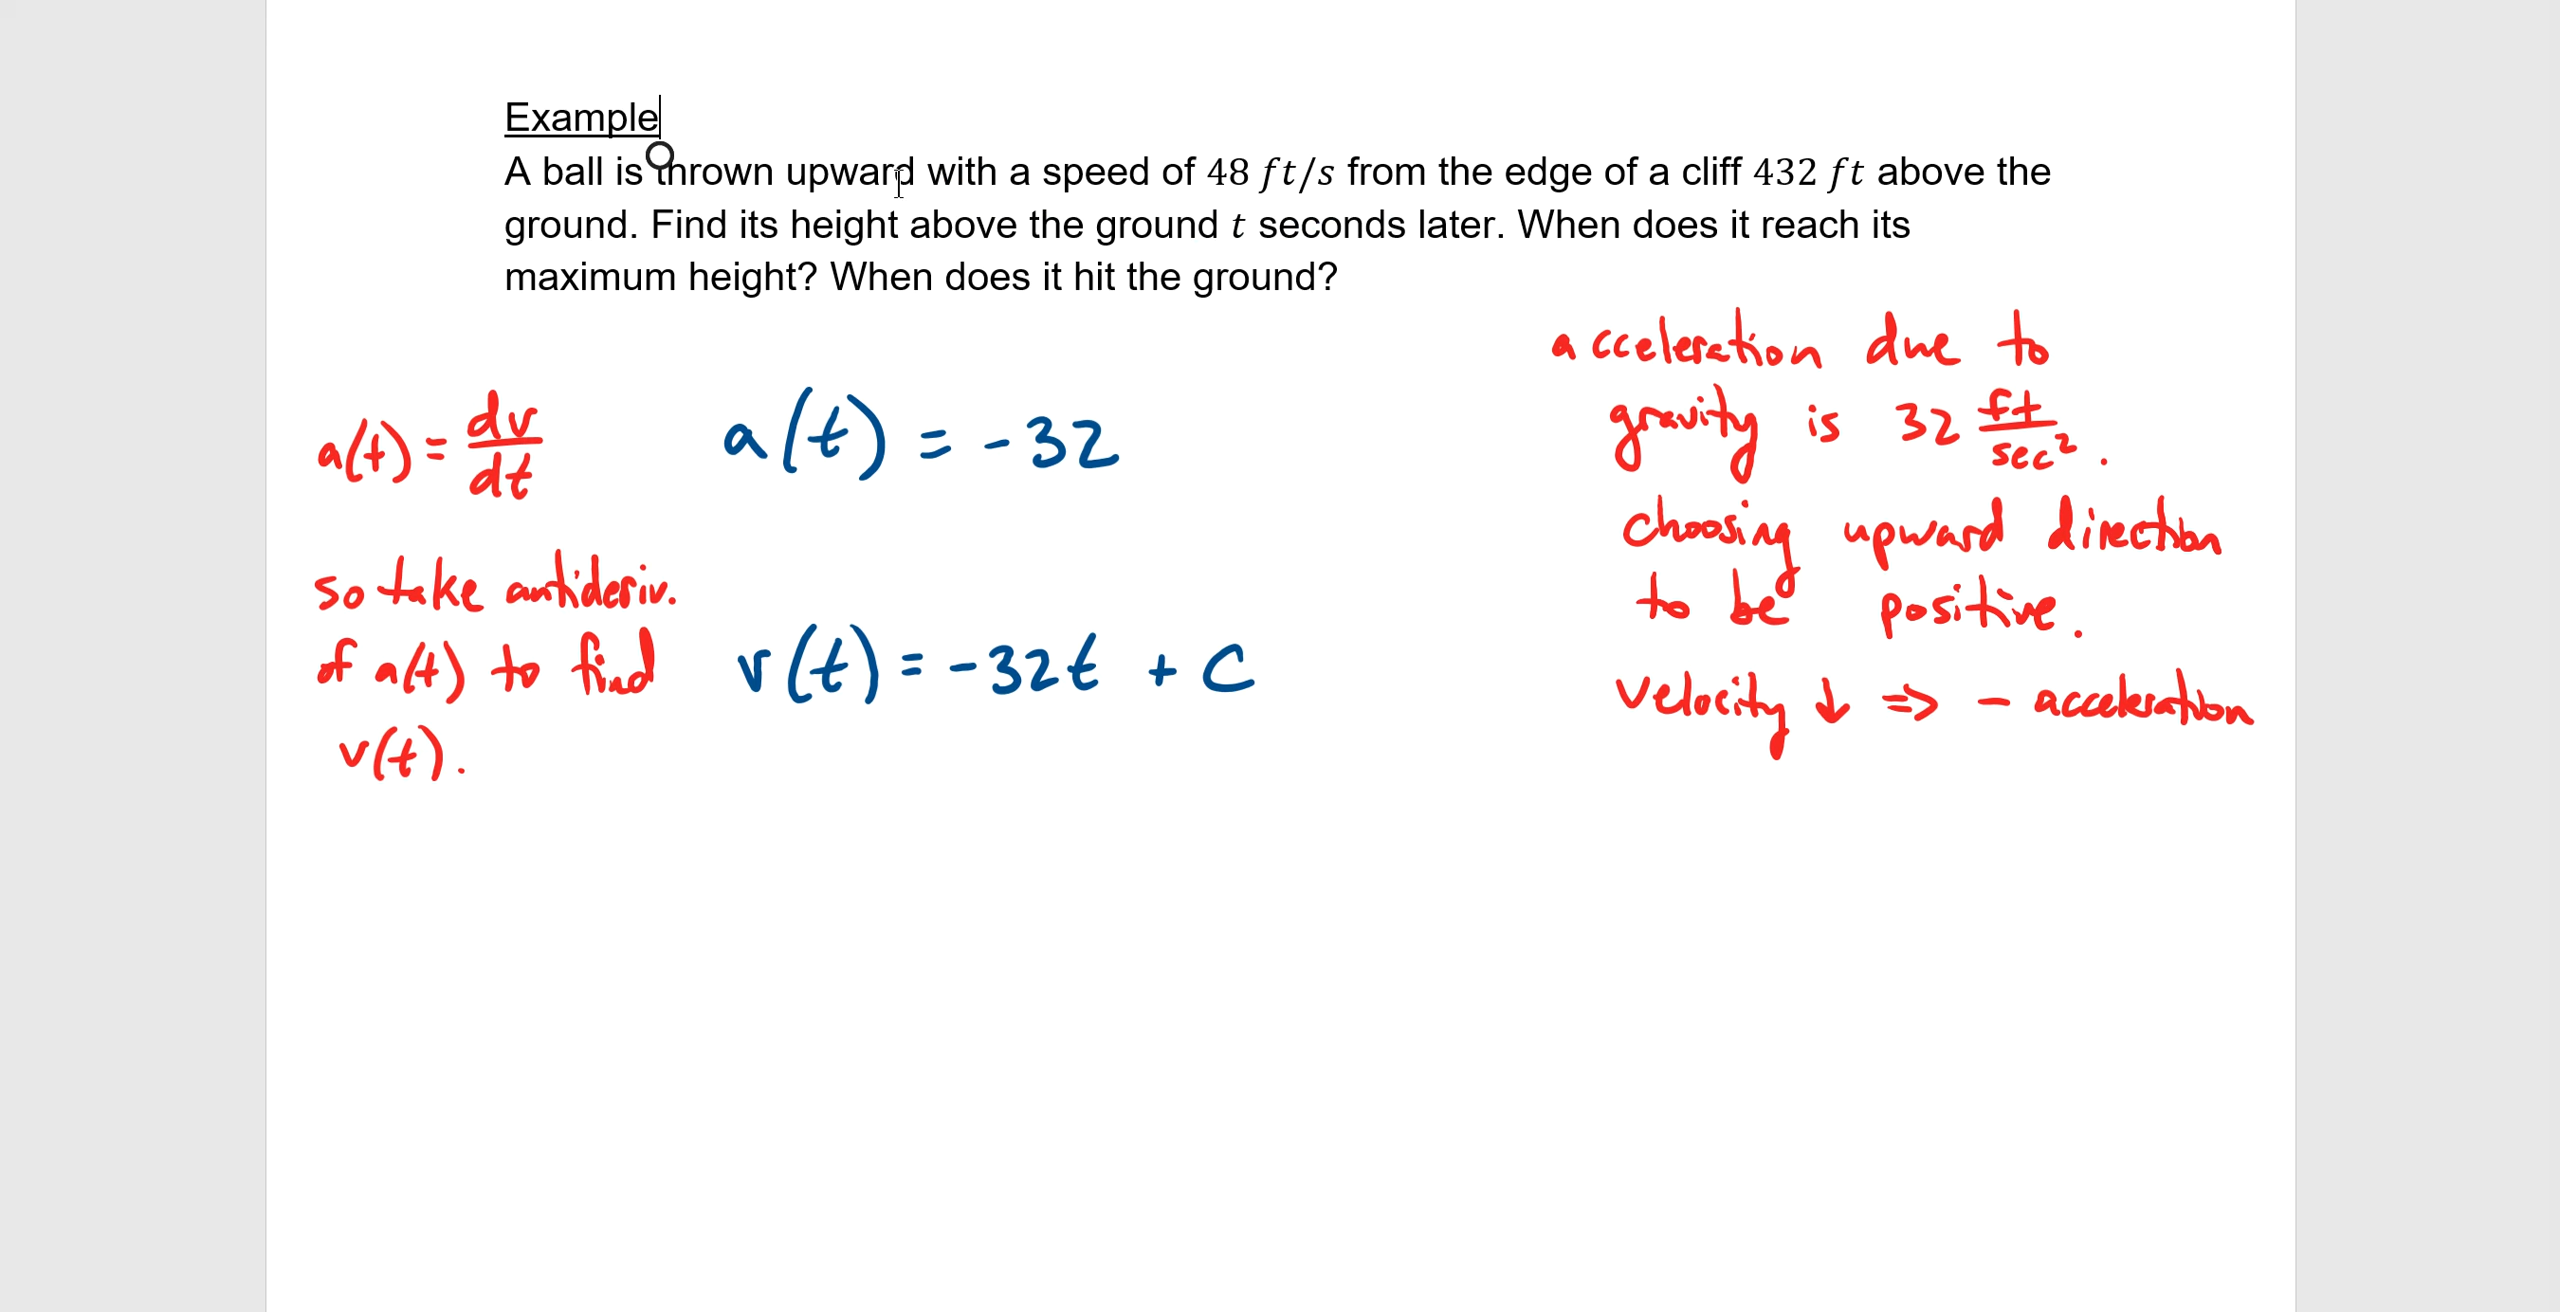 Example
A ball is thrown upward with a speed of 48 ft/s from the edge of a cliff 432 ft above the
ground. Find its height above the ground t seconds later. When does it reach its
maximum height? When does it hit the ground?
a(t) = dv/dt
so take antideriv.
of a(t) to find
v(t).
a(t) = -32
v(t) = -32t + C
acceleration due to
gravity is 32 ft/sec².
choosing upward direction
to be positive.
velocity ↓ ⇒ - acceleration